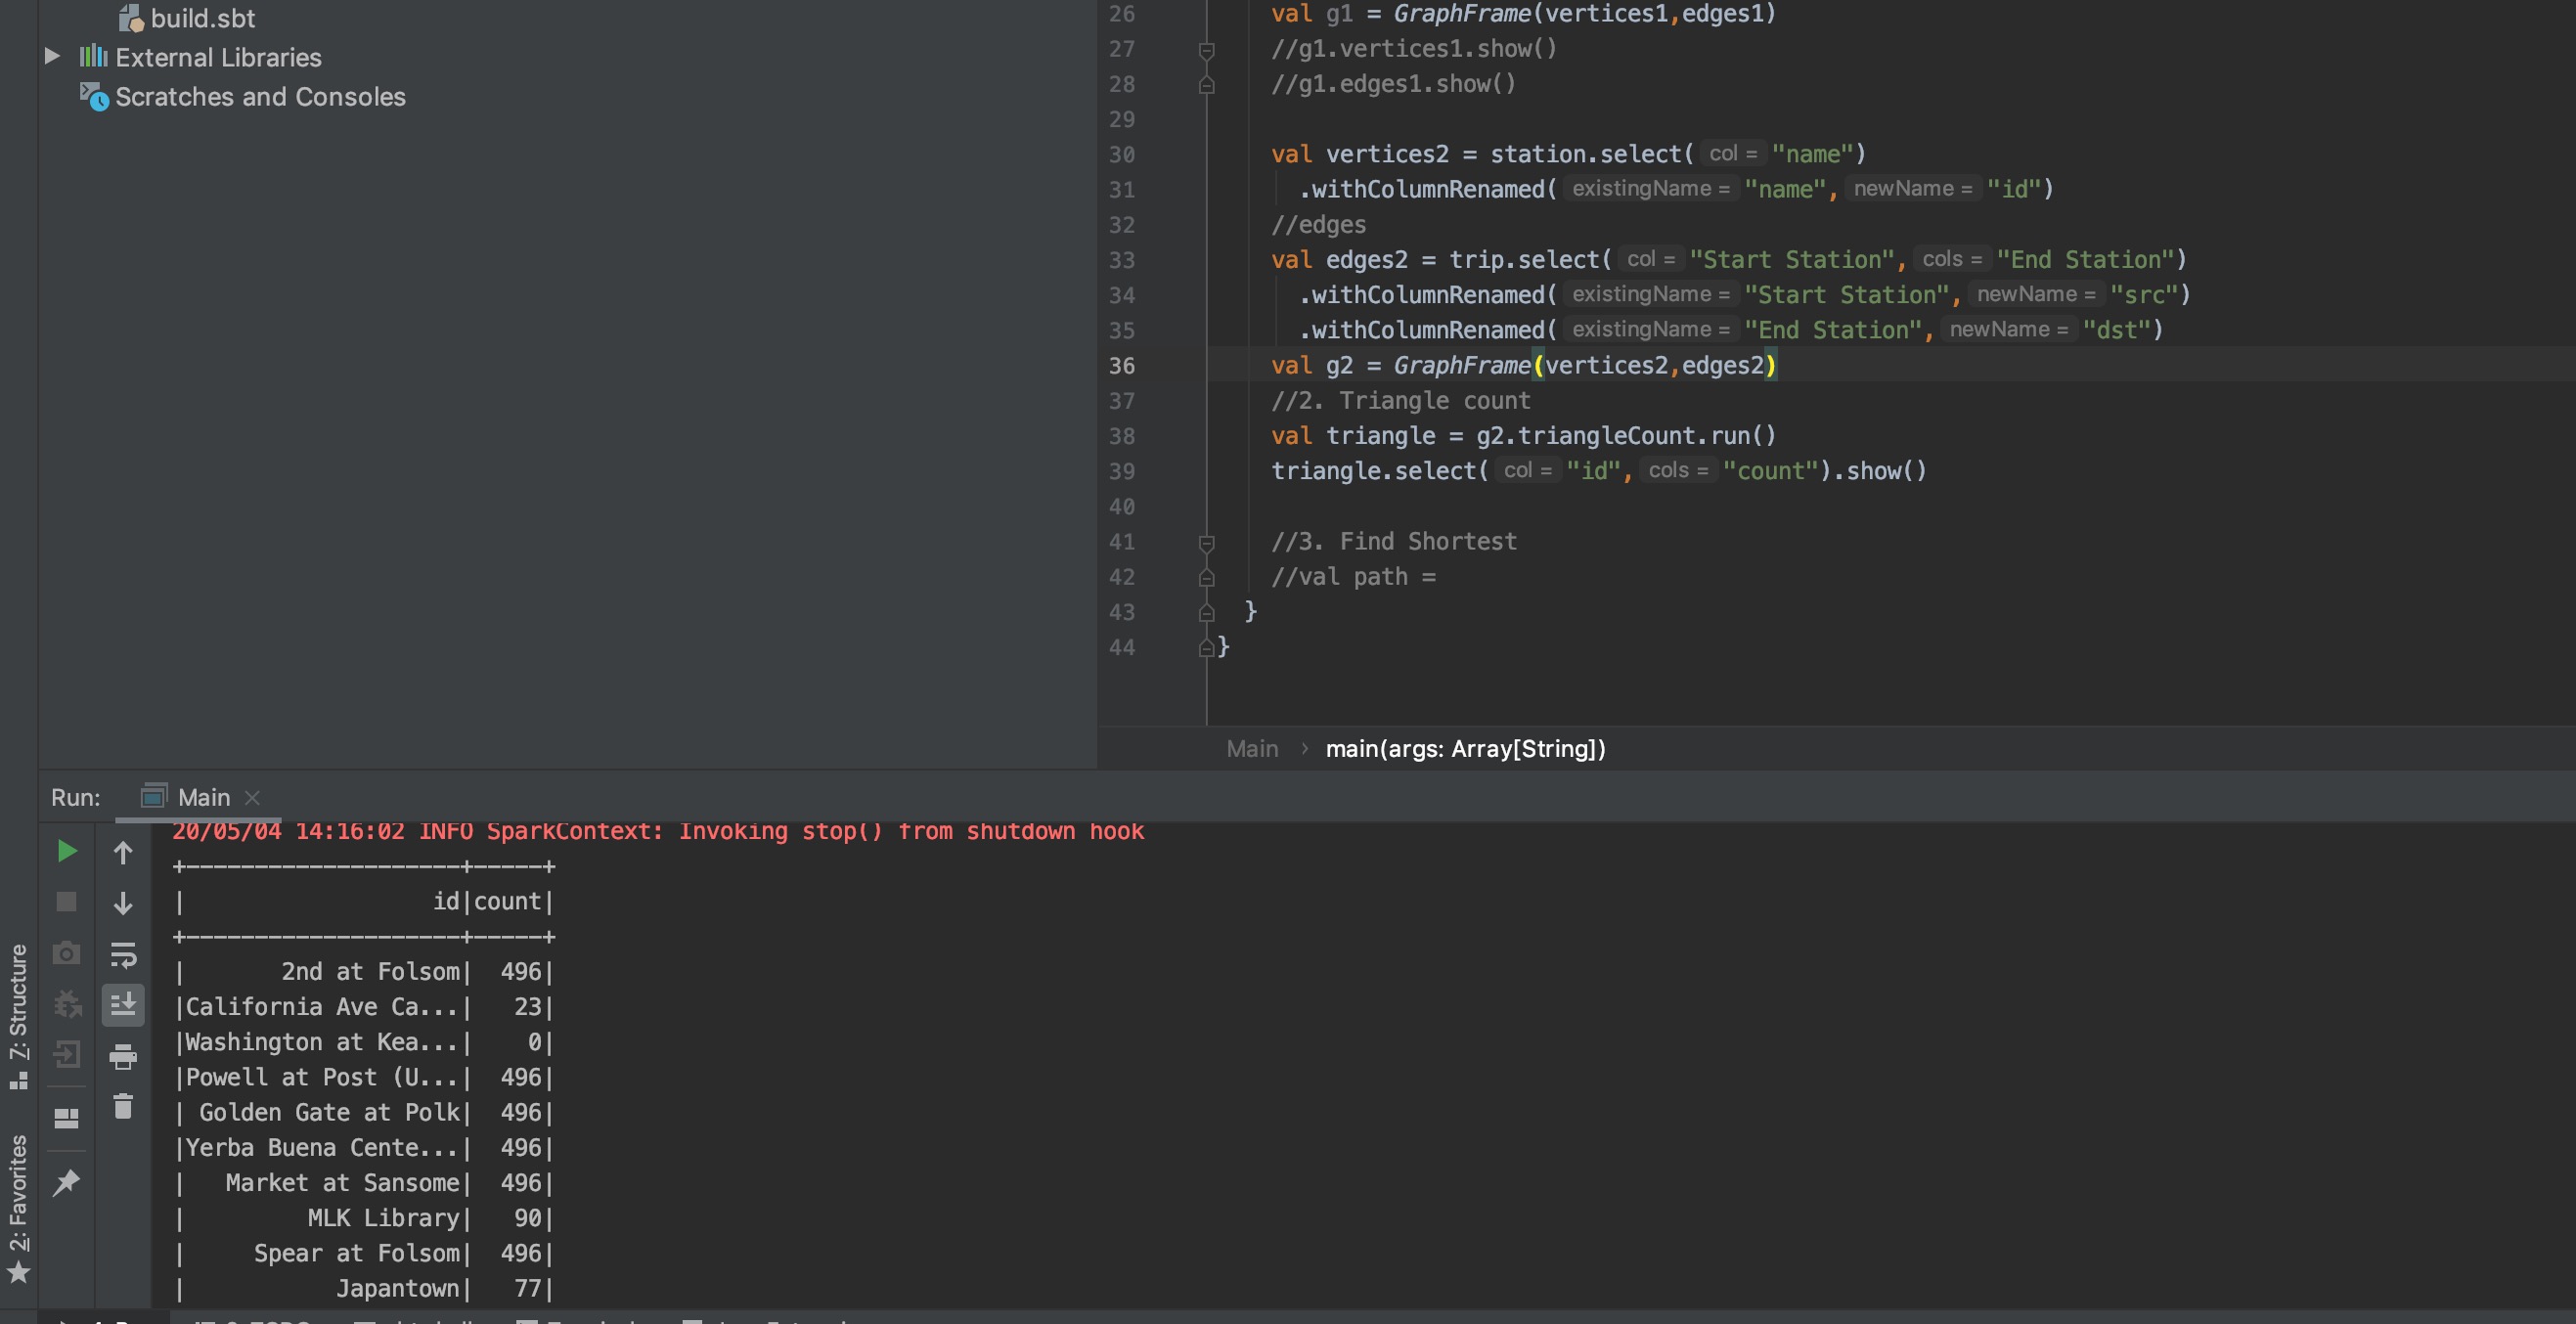 build.sbt
External Libraries
Scratches and Consoles
26 val g1 = GraphFrame(vertices1,edges1)
27 //g1.vertices1.show()
28 //g1.edges1.show()
29
30 val vertices2 = station.select( col = "name")
31 .withColumnRenamed( existingName = "name", newName = "id")
32 //edges
33 val edges2 = trip.select( col = "Start Station", cols = "End Station")
34 .withColumnRenamed( existingName = "Start Station", newName = "src")
35 .withColumnRenamed( existingName = "End Station", newName = "dst")
36 val g2 = GraphFrame(vertices2,edges2)
37 //2. Triangle count
38 val triangle = g2.triangleCount.run()
39 triangle.select( col = "id", cols = "count").show()
40
41 //3. Find Shortest
42 //val path =
43 }
44 }
Main › main(args: Array[String])
Run: Main
20/05/04 14:16:02 INFO SparkContext: Invoking stop() from shutdown hook
+--------------------+-----+
|                  id|count|
+--------------------+-----+
|       2nd at Folsom|  496|
|California Ave Ca...|   23|
|Washington at Kea...|    0|
|Powell at Post (U...|  496|
| Golden Gate at Polk|  496|
|Yerba Buena Cente...|  496|
|   Market at Sansome|  496|
|         MLK Library|   90|
|     Spear at Folsom|  496|
|           Japantown|   77|
7: Structure
2: Favorites